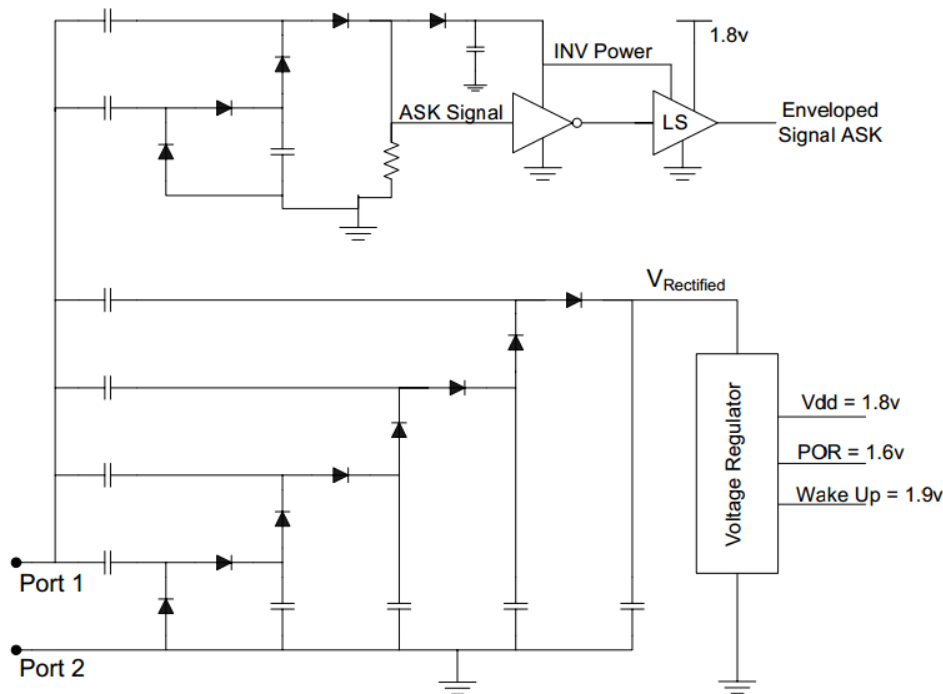 1.8v
INV Power
ASK Signal
LS
Enveloped
Signal ASK
VRectified
Voltage Regulator
Vdd = 1.8v
POR = 1.6v
Wake Up = 1.9v
Port 1
Port 2